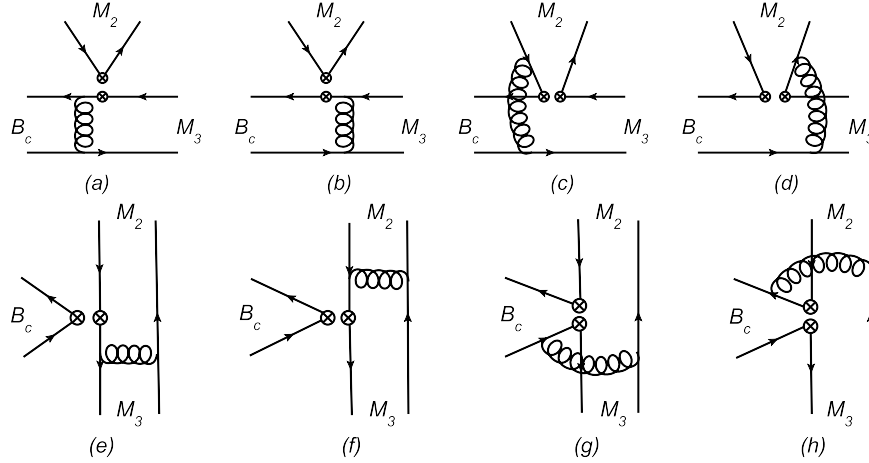 M2 M2 M2 M2
Bc M3 Bc M3 Bc M3 Bc M3
(a) (b) (c) (d)
M2 M2 M2 M2
Bc Bc Bc Bc
M3 M3 M3 M3
(e) (f) (g) (h)